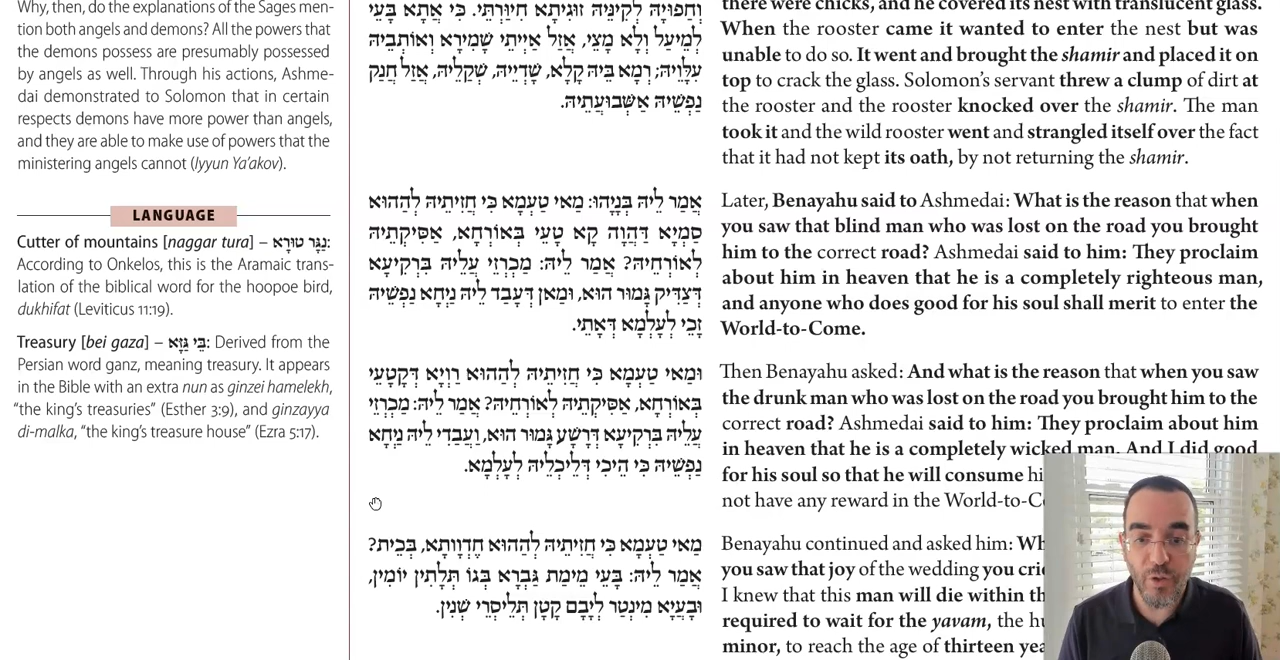 Why, then, do the explanations of the Sages men-
tion both angels and demons? All the powers that
the demons possess are presumably possessed
by angels as well. Through his actions, Ashme-
dai demonstrated to Solomon that in certain
respects demons have more power than angels,
and they are able to make use of powers that the
ministering angels cannot (Iyyun Ya'akov).
LANGUAGE
Cutter of mountains [naggar tura] – נַגָּר טוּרָא:
According to Onkelos, this is the Aramaic trans-
lation of the biblical word for the hoopoe bird,
dukhifat (Leviticus 11:19).
Treasury [bei gaza] – בֵּי גַּזָּא: Derived from the
Persian word ganz, meaning treasury. It appears
in the Bible with an extra nun as ginzei hamelekh,
"the king's treasuries" (Esther 3:9), and ginzayya
di-malka, "the king's treasure house" (Ezra 5:17).
וְחַפְּוּיַהּ לְקִינֵּיהּ זוּגִיתָא חִיוָּרְתִּי. כִּי אֲתָא בָּעֵי
לְמֵיעַל וְלָא מָצֵי, אֲזַל אַיְיתִי שָׁמִירָא וְאוֹתְבֵיהּ
עִלָּוֵיהּ; רְמָא בֵּיהּ קָלָא, שַׁדְיֵיהּ, שַׁקְלֵיהּ, אֲזַל חֲנַק
נַפְשֵׁיהּ אַשְּׁבוּעֲתֵיהּ.
אֲמַר לֵיהּ בְּנָיָהוּ: מַאי טַעְמָא כִּי חֲזִיתֵיהּ לְהַהוּא
סַמְיָא דַּהֲוָה קָא טָעֵי בְּאוֹרְחָא, אַסֵּיקְתֵּיהּ
לְאוֹרְחֵיהּ? אֲמַר לֵיהּ: מַכְרְזֵי עֲלֵיהּ בִּרְקִיעָא
דְּצַדִּיק גָּמוּר הוּא, וּמַאן דְּעָבֵד לֵיהּ נַיְחָא נַפְשֵׁיהּ
זָכֵי לְעָלְמָא דְּאָתֵי.
וּמַאי טַעְמָא כִּי חֲזִיתֵיהּ לְהַהוּא רַוְיָא דְּקָטָעֵי
בְּאוֹרְחָא, אַסֵּיקְתֵּיהּ לְאוֹרְחֵיהּ? אֲמַר לֵיהּ: מַכְרְזֵי
עֲלֵיהּ בִּרְקִיעָא דְּרָשָׁע גָּמוּר הוּא, וַעֲבַדִי לֵיהּ נַיְחָא
נַפְשֵׁיהּ כִּי הֵיכִי דְּלֵיכְלֵיהּ לְעָלְמָא.
מַאי טַעְמָא כִּי חֲזִיתֵיהּ לְהַהוּא חֶדְוָותָא, בְּכֵית?
אֲמַר לֵיהּ: בָּעֵי מֵימַת גַּבְרָא בְּגוֹ תְּלָתִין יוֹמִין,
וּבָעֲיָא מִינְטַר לְיָבָם קָטָן תְּלֵיסְרֵי שְׁנִין.
there were chicks, and he covered its nest with translucent glass.
When the rooster came it wanted to enter the nest but was
unable to do so. It went and brought the shamir and placed it on
top to crack the glass. Solomon's servant threw a clump of dirt at
the rooster and the rooster knocked over the shamir. The man
took it and the wild rooster went and strangled itself over the fact
that it had not kept its oath, by not returning the shamir.
Later, Benayahu said to Ashmedai: What is the reason that when
you saw that blind man who was lost on the road you brought
him to the correct road? Ashmedai said to him: They proclaim
about him in heaven that he is a completely righteous man,
and anyone who does good for his soul shall merit to enter the
World-to-Come.
Then Benayahu asked: And what is the reason that when you saw
the drunk man who was lost on the road you brought him to the
correct road? Ashmedai said to him: They proclaim about him
in heaven that he is a completely wicked man. And I did good
for his soul so that he will consume
not have any reward in the
Benayahu continued and asked him:
you saw that joy of the wedding you
I knew that this man will die within
required to wait for the yavam, the
minor, to reach the age of thirteen